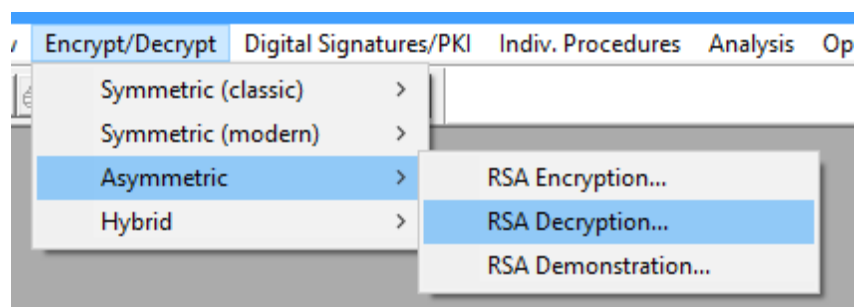 Encrypt/Decrypt Digital Signatures/PKI Indiv. Procedures Analysis Op
Symmetric (classic) >
Symmetric (modern) >
Asymmetric >
RSA Encryption...
Hybrid >
RSA Decryption...
RSA Demonstration...